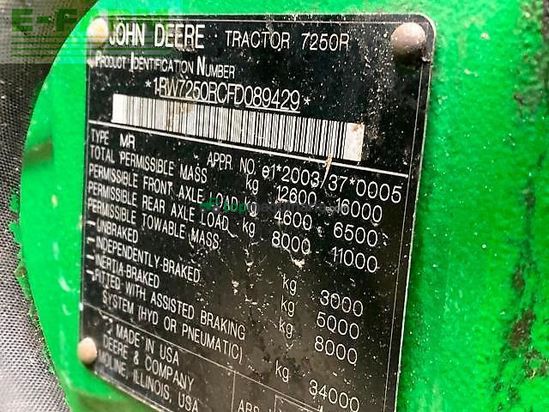 JOHN DEERE TRACTOR 7250R
PRODUCT IDENTIFICATION NUMBER
*1RW7250RCFD089429*
TYPE MR APPR. NO. e1*2003/37*0005
TOTAL PERMISSIBLE MASS kg 12600 - 16000
PERMISSIBLE FRONT AXLE LOAD kg 4600 - 6500
PERMISSIBLE REAR AXLE LOAD kg 8000 - 11000
PERMISSIBLE TOWABLE MASS:
-UNBRAKED kg 3000
-INDEPENDENTLY-BRAKED kg 5000
-INERTIA-BRAKED kg 8000
-FITTED WITH ASSISTED BRAKING
SYSTEM (HYD OR PNEUMATIC) kg 34000
MADE IN USA
DEERE & COMPANY
MOLINE, ILLINOIS, USA